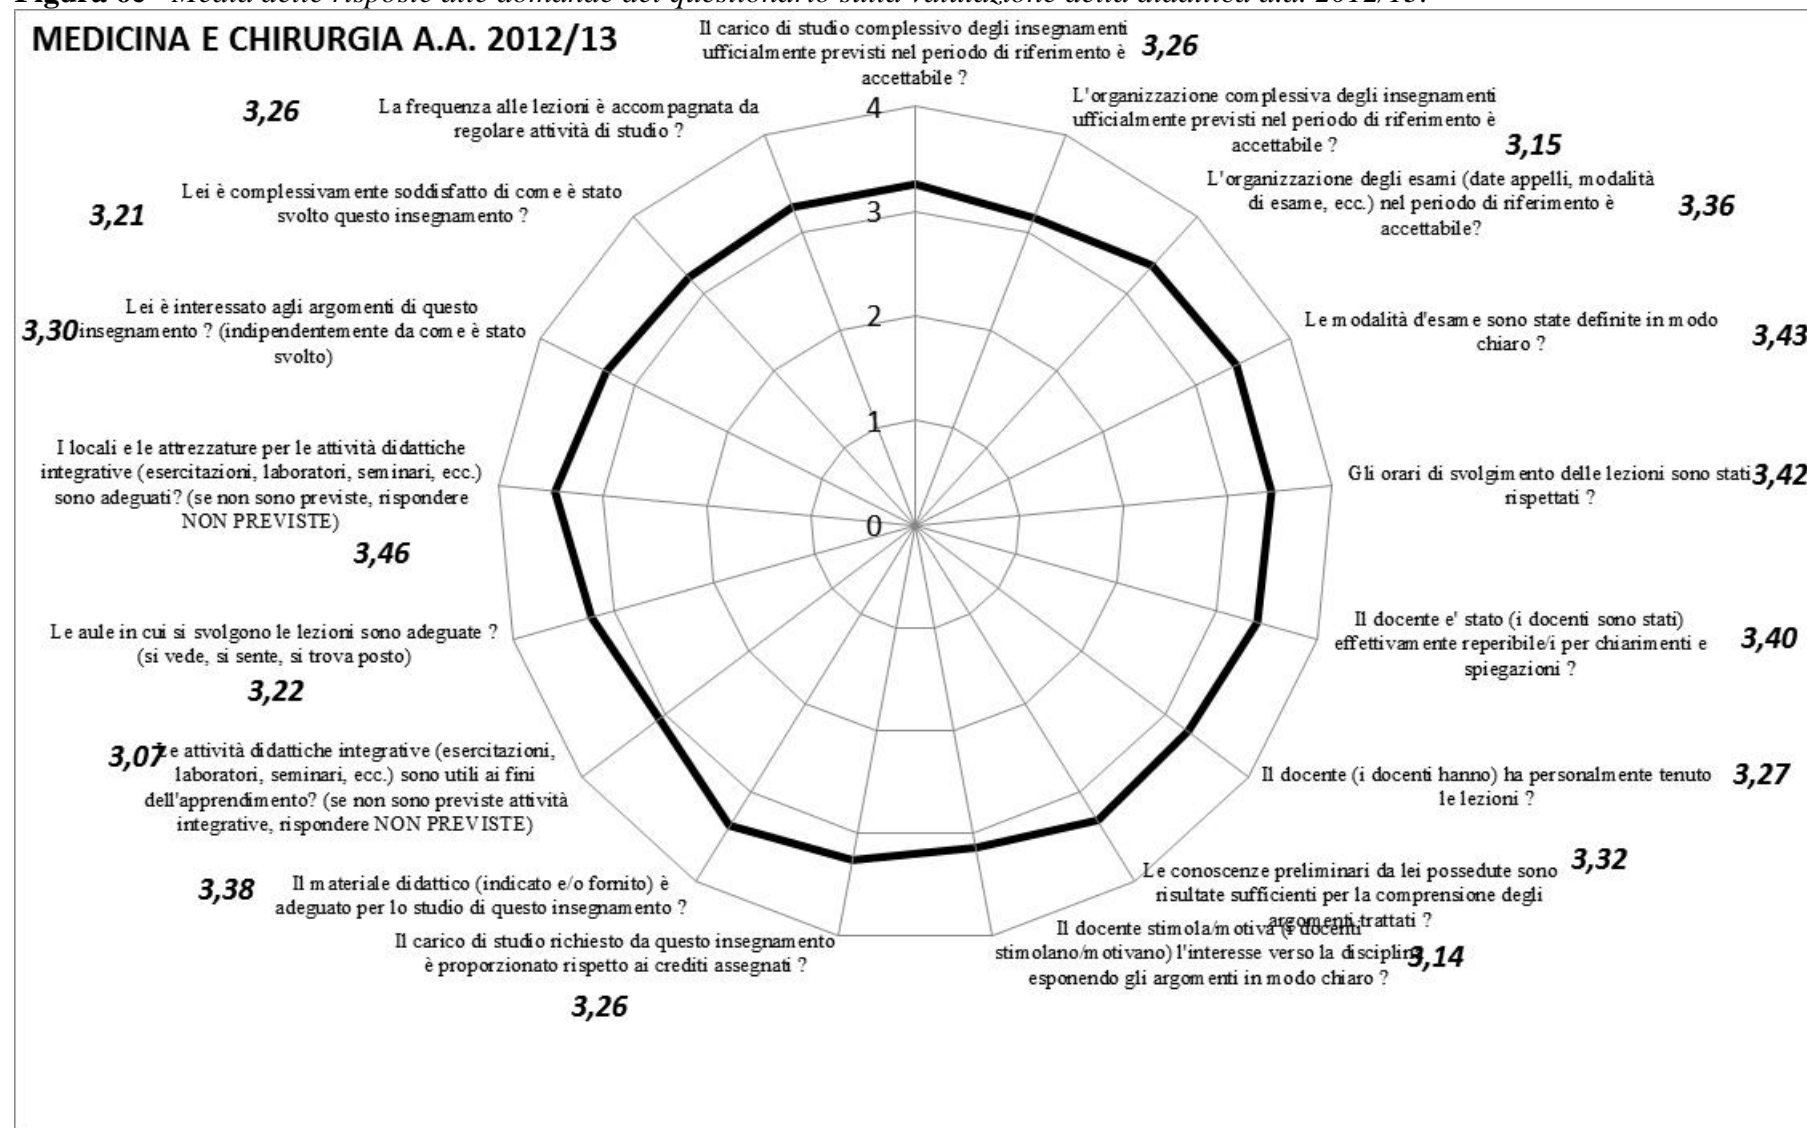 MEDICINA E CHIRURGIA A.A. 2012/13
Il carico di studio complessivo degli insegnamenti
ufficialmente previsti nel periodo di riferimento è
accettabile ?
3,26
L'organizzazione complessiva degli insegnamenti
ufficialmente previsti nel periodo di riferimento è
accettabile ?
3,15
L'organizzazione degli esami (date appelli, modalità
di esame, ecc.) nel periodo di riferimento è
accettabile?
3,36
Le modalità d'esame sono state definite in modo
chiaro ?
3,43
Gli orari di svolgimento delle lezioni sono stati
rispettati ?
3,42
Il docente e' stato (i docenti sono stati)
effettivamente reperibile/i per chiarimenti e
spiegazioni ?
3,40
Il docente (i docenti hanno) ha personalmente tenuto
le lezioni ?
3,27
Le conoscenze preliminari da lei possedute sono
risultate sufficienti per la comprensione degli
argomenti trattati ?
3,32
Il docente stimola/motiva (i docenti
stimolano/motivano) l'interesse verso la disciplina
esponendo gli argomenti in modo chiaro ?
3,14
Il carico di studio richiesto da questo insegnamento
è proporzionato rispetto ai crediti assegnati ?
3,26
Il materiale didattico (indicato e/o fornito) è
adeguato per lo studio di questo insegnamento ?
3,38
Le attività didattiche integrative (esercitazioni,
laboratori, seminari, ecc.) sono utili ai fini
dell'apprendimento? (se non sono previste attività
integrative, rispondere NON PREVISTE)
3,07
Le aule in cui si svolgono le lezioni sono adeguate ?
(si vede, si sente, si trova posto)
3,22
I locali e le attrezzature per le attività didattiche
integrative (esercitazioni, laboratori, seminari, ecc.)
sono adeguati? (se non sono previste, rispondere
NON PREVISTE)
3,46
Lei è interessato agli argomenti di questo
insegnamento ? (indipendentemente da come è stato
svolto)
3,30
Lei è complessivamente soddisfatto di come è stato
svolto questo insegnamento ?
3,21
La frequenza alle lezioni è accompagnata da
regolare attività di studio ?
3,26
4
3
2
1
0